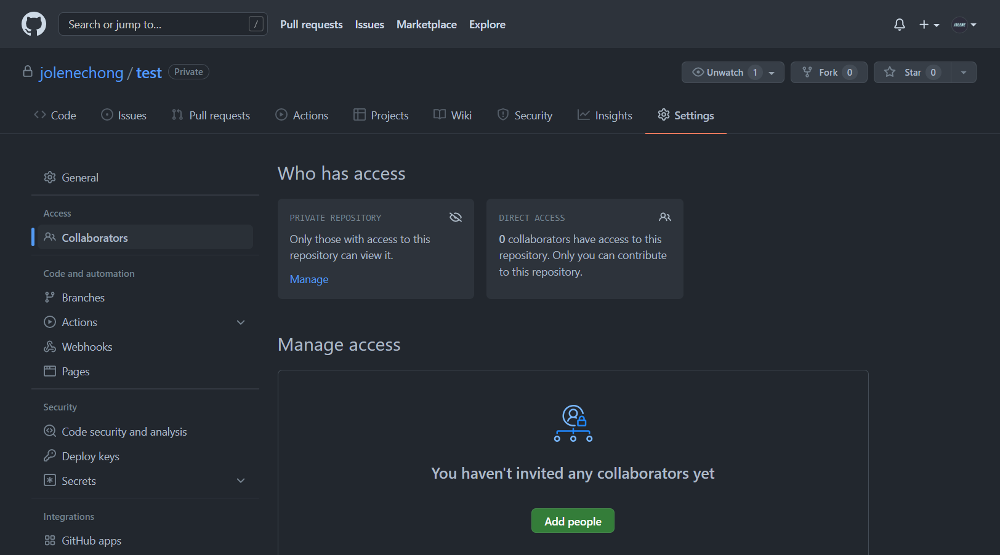 Search or jump to... /
Pull requests Issues Marketplace Explore
JOLENE
jolenechong / test Private
Unwatch 1 Fork 0 Star 0
Code Issues Pull requests Actions Projects Wiki Security Insights Settings
General
Access
Collaborators
Code and automation
Branches
Actions
Webhooks
Pages
Security
Code security and analysis
Deploy keys
Secrets
Integrations
GitHub apps
Who has access
PRIVATE REPOSITORY
Only those with access to this
repository can view it.
Manage
DIRECT ACCESS
0 collaborators have access to this
repository. Only you can contribute
to this repository.
Manage access
You haven't invited any collaborators yet
Add people